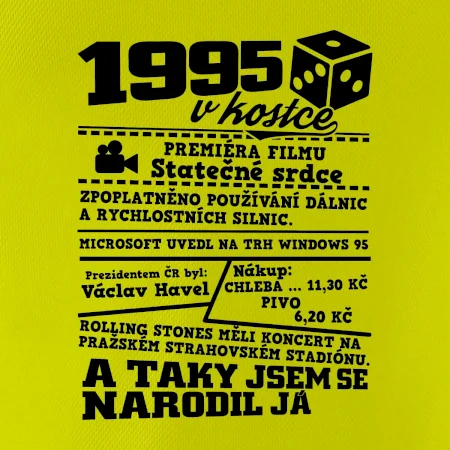 1995
v kostce
PREMIÉRA FILMU
Statečné srdce
ZPOPLATNĚNO POUŽÍVÁNÍ DÁLNIC
A RYCHLOSTNÍCH SILNIC.
MICROSOFT UVEDL NA TRH WINDOWS 95
Prezidentem ČR byl:
Václav Havel
Nákup:
CHLEBA ... 11,30 KČ
PIVO
6,20 KČ
ROLLING STONES MĚLI KONCERT NA
PRAŽSKÉM STRAHOVSKÉM STADIÓNU.
A TAKY JSEM SE
NARODIL JÁ